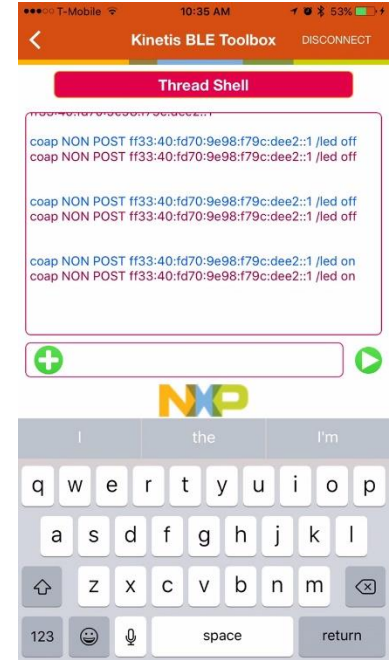 T-Mobile 10:35 AM 53%
Kinetis BLE Toolbox DISCONNECT
Thread Shell
coap NON POST ff33:40:fd70:9e98:f79c:dee2::1 /led off
coap NON POST ff33:40:fd70:9e98:f79c:dee2::1 /led off
coap NON POST ff33:40:fd70:9e98:f79c:dee2::1 /led off
coap NON POST ff33:40:fd70:9e98:f79c:dee2::1 /led off
coap NON POST ff33:40:fd70:9e98:f79c:dee2::1 /led on
coap NON POST ff33:40:fd70:9e98:f79c:dee2::1 /led on
NXP
I the I'm
q w e r t y u i o p
a s d f g h j k l
z x c v b n m
123 space return